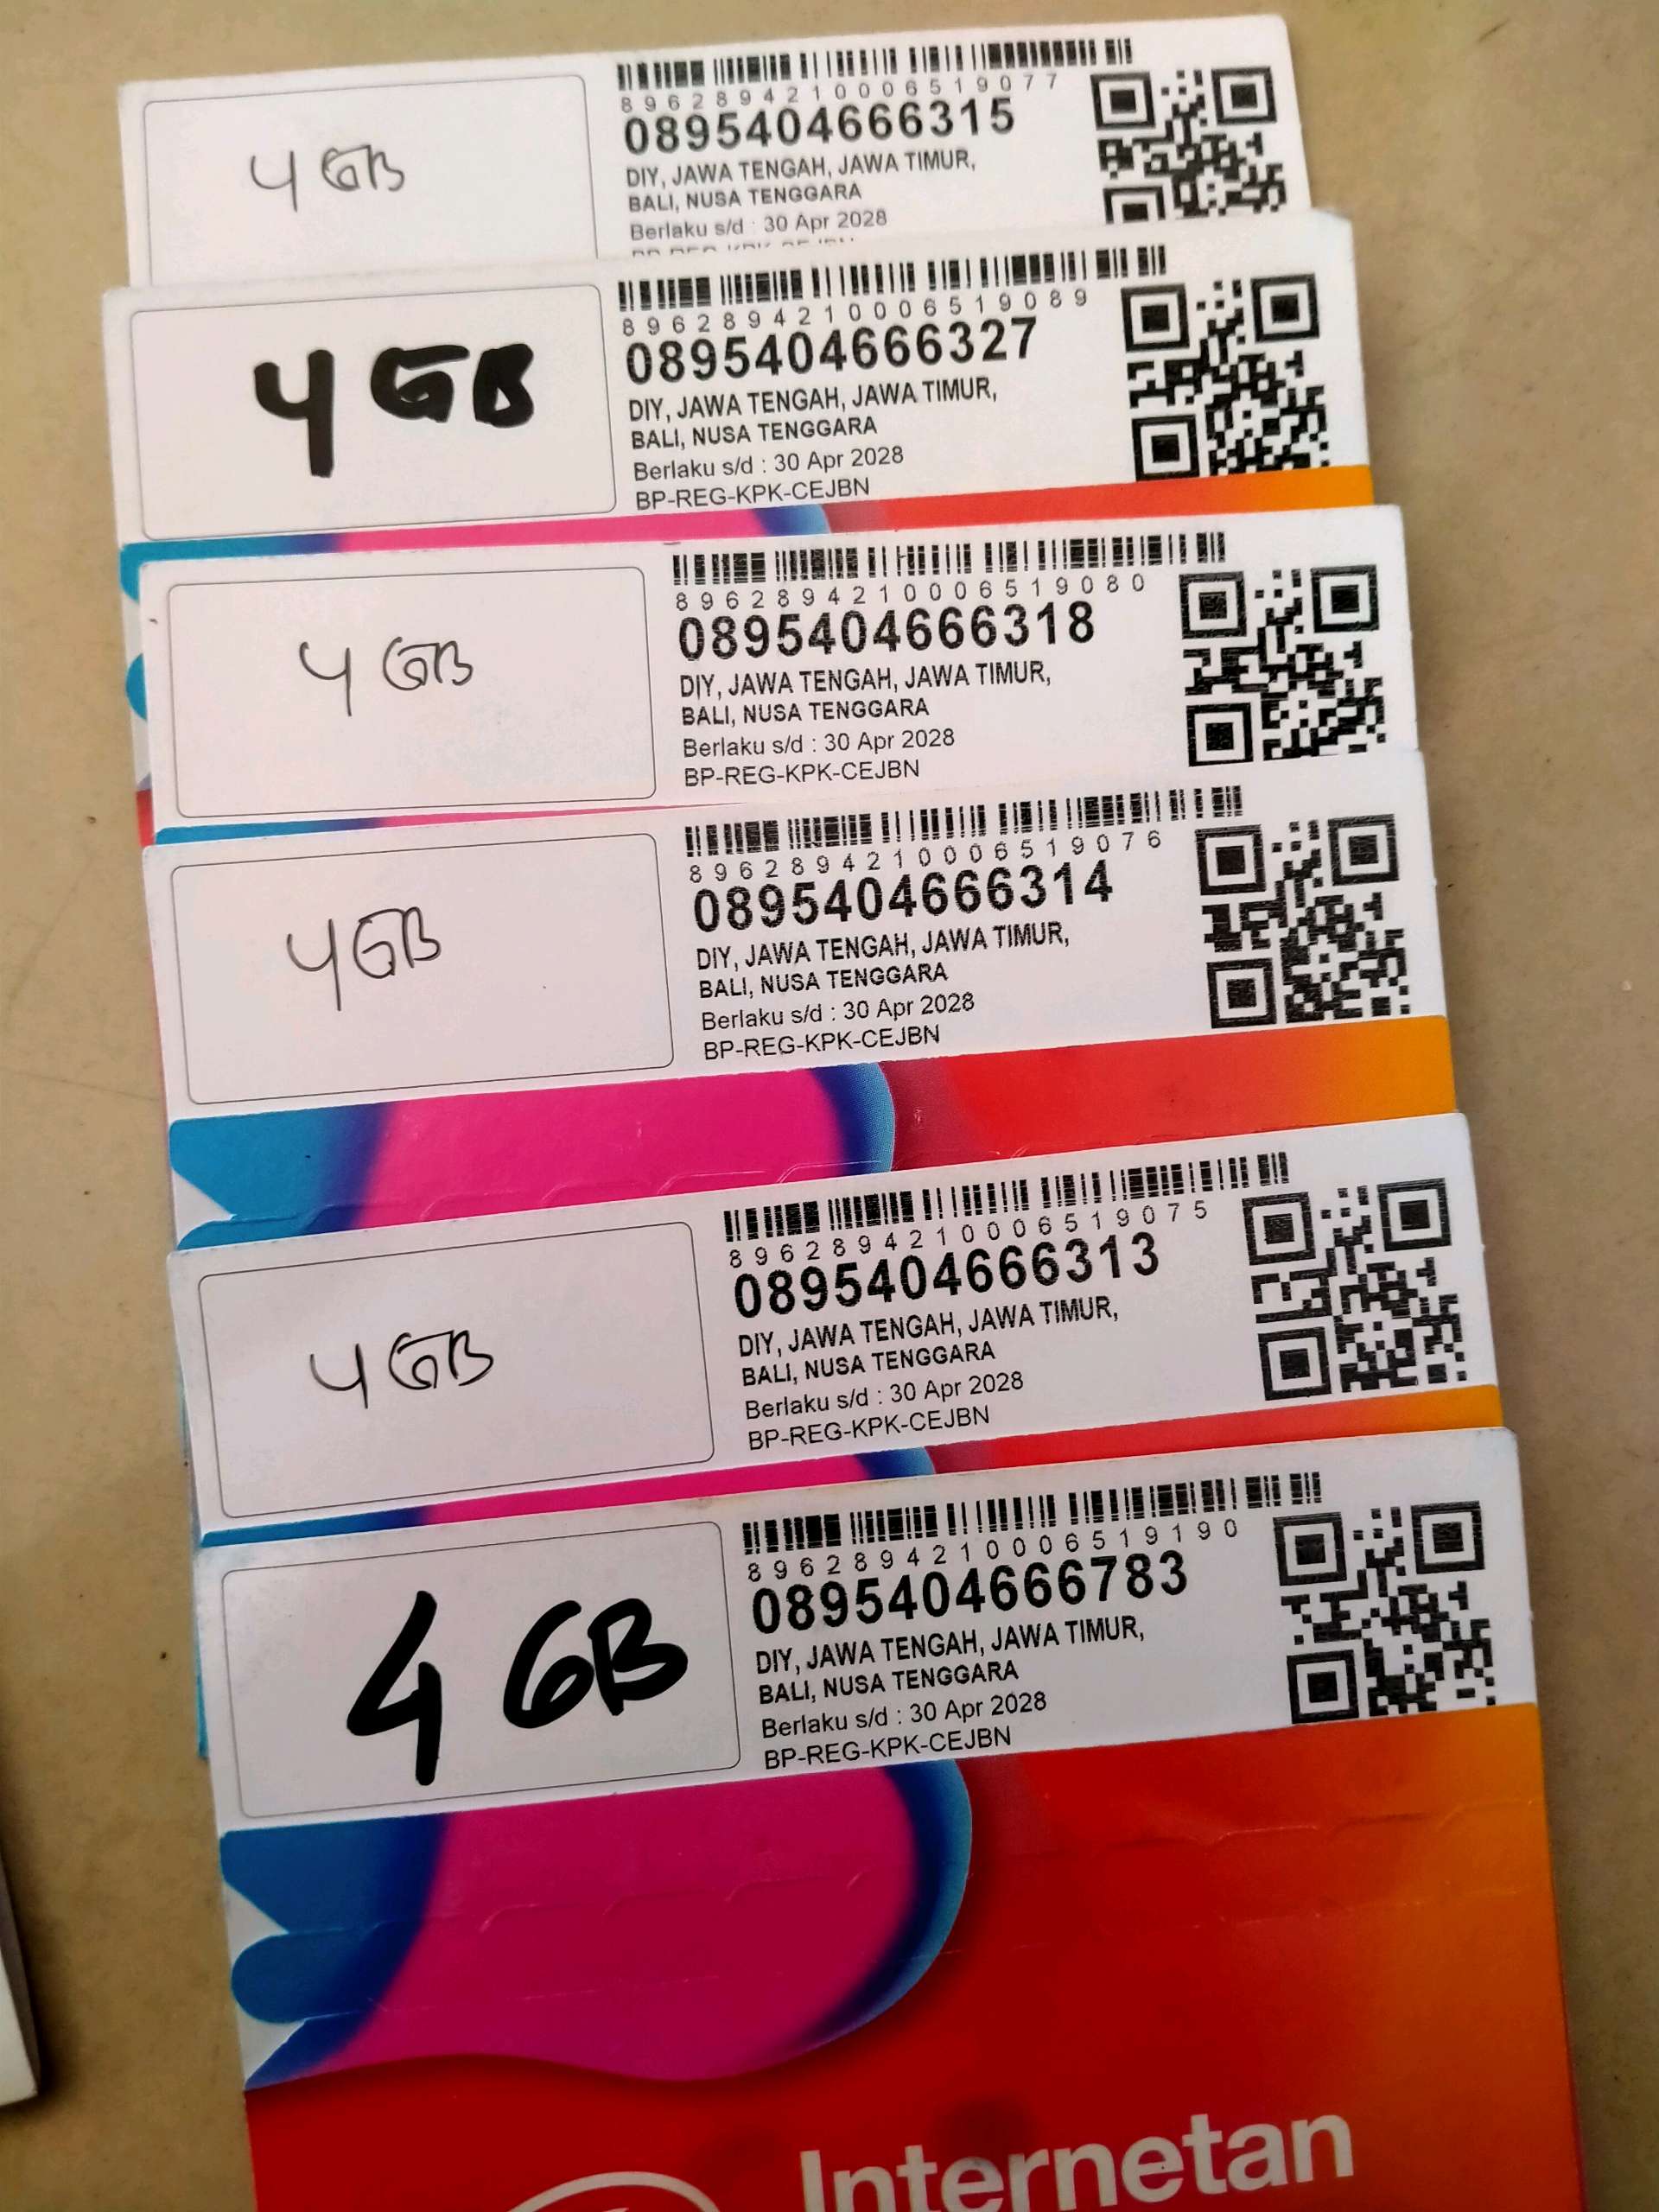 4 GB
8962894210006519077
0895404666315
DIY, JAWA TENGAH, JAWA TIMUR,
BALI, NUSA TENGGARA
Berlaku s/d : 30 Apr 2028
4 GB
8962894210006519089
0895404666327
DIY, JAWA TENGAH, JAWA TIMUR,
BALI, NUSA TENGGARA
Berlaku s/d : 30 Apr 2028
BP-REG-KPK-CEJBN
4 GB
8962894210006519080
0895404666318
DIY, JAWA TENGAH, JAWA TIMUR,
BALI, NUSA TENGGARA
Berlaku s/d : 30 Apr 2028
BP-REG-KPK-CEJBN
4 GB
8962894210006519076
0895404666314
DIY, JAWA TENGAH, JAWA TIMUR,
BALI, NUSA TENGGARA
Berlaku s/d : 30 Apr 2028
BP-REG-KPK-CEJBN
4 GB
8962894210006519075
0895404666313
DIY, JAWA TENGAH, JAWA TIMUR,
BALI, NUSA TENGGARA
Berlaku s/d : 30 Apr 2028
BP-REG-KPK-CEJBN
4 GB
8962894210006519190
0895404666783
DIY, JAWA TENGAH, JAWA TIMUR,
BALI, NUSA TENGGARA
Berlaku s/d : 30 Apr 2028
BP-REG-KPK-CEJBN
Internetan